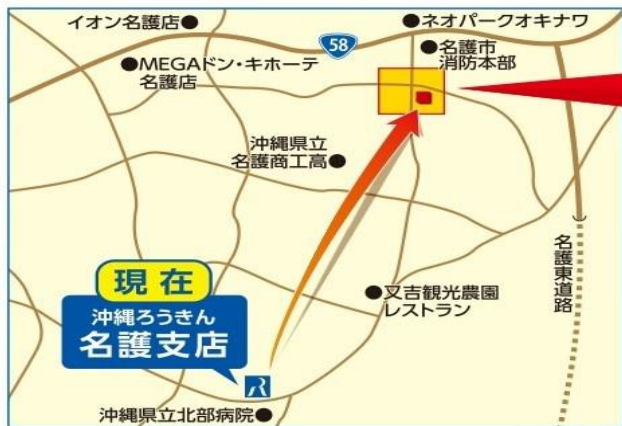 イオン名護店●
58
●ネオパークオキナワ
●MEGAドン・キホーテ
名護店
●名護市
消防本部
沖縄県立
名護商工高●
名護東道路
現在
沖縄ろうきん
名護支店
●又吉観光農園
レストラン
R
沖縄県立北部病院●